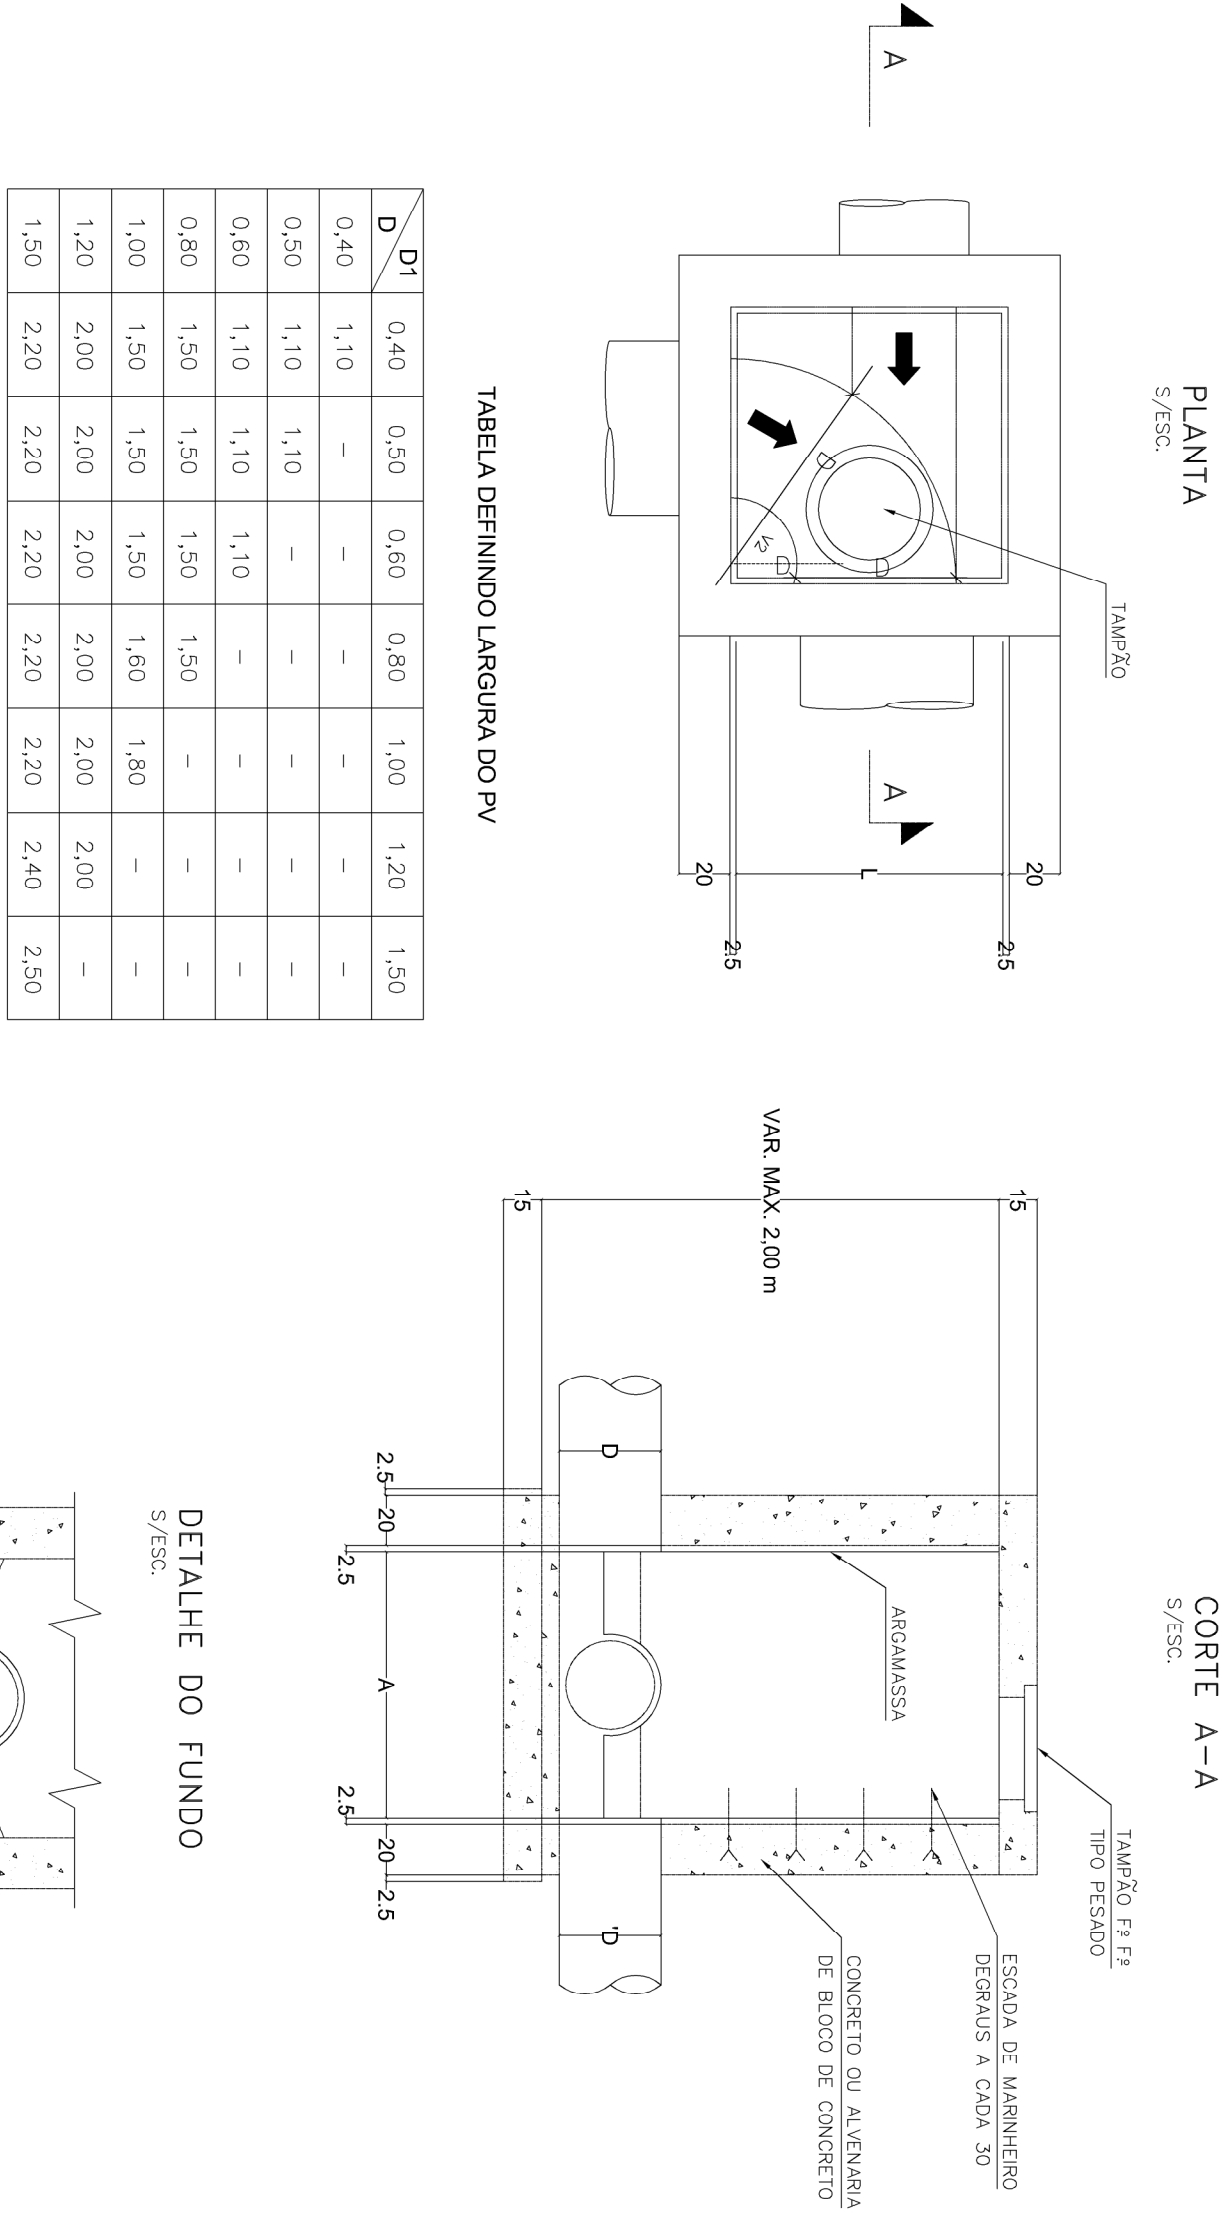 PLANTA
S/ESC.
A
A
TAMPÃO
D
D
D
√2
20
L
20
2.5
2.5
TABELA DEFININDO LARGURA DO PV
D D1 0,40 0,50 0,60 0,80 1,00 1,20 1,50
0,40 1,10 – – – – – –
0,50 1,10 1,10 – – – – –
0,60 1,10 1,10 1,10 – – – –
0,80 1,50 1,50 1,50 1,50 – – –
1,00 1,50 1,50 1,50 1,60 1,80 – –
1,20 2,00 2,00 2,00 2,00 2,00 2,00 –
1,50 2,20 2,20 2,20 2,20 2,20 2,40 2,50
CORTE A–A
S/ESC.
TAMPÃO Fº Fº
TIPO PESADO
ESCADA DE MARINHEIRO
DEGRAUS A CADA 30
CONCRETO OU ALVENARIA
DE BLOCO DE CONCRETO
ARGAMASSA
15
VAR. MAX. 2,00 m
15
D
'D
2.5
2.5
2.5 20 A 20 2.5
DETALHE DO FUNDO
S/ESC.